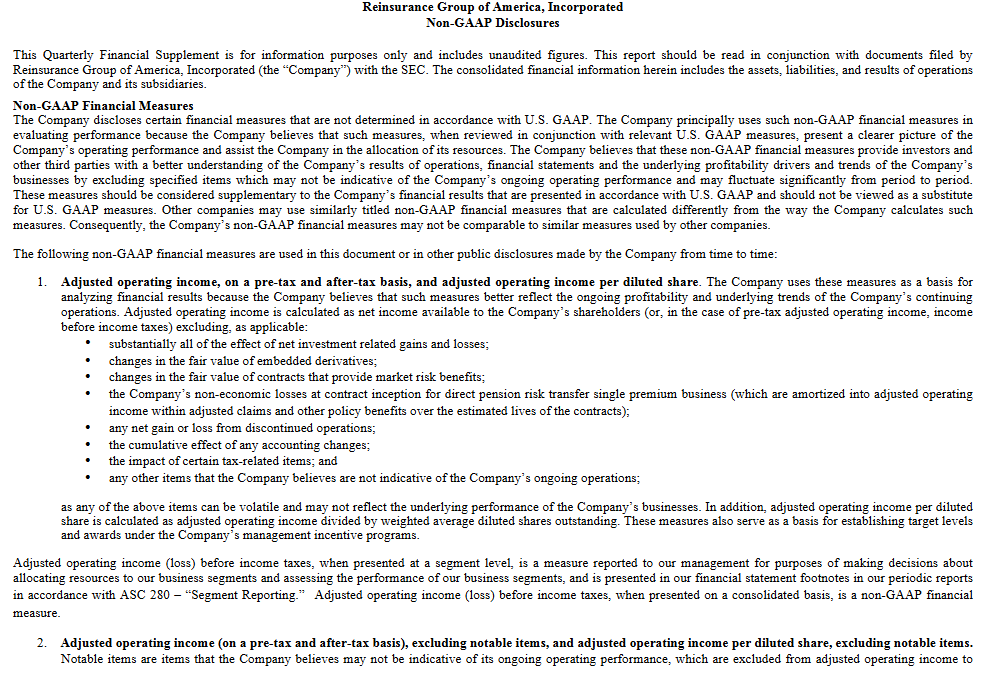 Reinsurance Group of America, Incorporated
Non-GAAP Disclosures
This Quarterly Financial Supplement is for information purposes only and includes unaudited figures. This report should be read in conjunction with documents filed by
Reinsurance Group of America, Incorporated (the “Company”) with the SEC. The consolidated financial information herein includes the assets, liabilities, and results of operations
of the Company and its subsidiaries.
Non-GAAP Financial Measures
The Company discloses certain financial measures that are not determined in accordance with U.S. GAAP. The Company principally uses such non-GAAP financial measures in
evaluating performance because the Company believes that such measures, when reviewed in conjunction with relevant U.S. GAAP measures, present a clearer picture of the
Company’s operating performance and assist the Company in the allocation of its resources. The Company believes that these non-GAAP financial measures provide investors and
other third parties with a better understanding of the Company’s results of operations, financial statements and the underlying profitability drivers and trends of the Company’s
businesses by excluding specified items which may not be indicative of the Company’s ongoing operating performance and may fluctuate significantly from period to period.
These measures should be considered supplementary to the Company’s financial results that are presented in accordance with U.S. GAAP and should not be viewed as a substitute
for U.S. GAAP measures. Other companies may use similarly titled non-GAAP financial measures that are calculated differently from the way the Company calculates such
measures. Consequently, the Company’s non-GAAP financial measures may not be comparable to similar measures used by other companies.
The following non-GAAP financial measures are used in this document or in other public disclosures made by the Company from time to time:
1. Adjusted operating income, on a pre-tax and after-tax basis, and adjusted operating income per diluted share. The Company uses these measures as a basis for
analyzing financial results because the Company believes that such measures better reflect the ongoing profitability and underlying trends of the Company’s continuing
operations. Adjusted operating income is calculated as net income available to the Company’s shareholders (or, in the case of pre-tax adjusted operating income, income
before income taxes) excluding, as applicable:
• substantially all of the effect of net investment related gains and losses;
• changes in the fair value of embedded derivatives;
• changes in the fair value of contracts that provide market risk benefits;
• the Company’s non-economic losses at contract inception for direct pension risk transfer single premium business (which are amortized into adjusted operating
income within adjusted claims and other policy benefits over the estimated lives of the contracts);
• any net gain or loss from discontinued operations;
• the cumulative effect of any accounting changes;
• the impact of certain tax-related items; and
• any other items that the Company believes are not indicative of the Company’s ongoing operations;
as any of the above items can be volatile and may not reflect the underlying performance of the Company’s businesses. In addition, adjusted operating income per diluted
share is calculated as adjusted operating income divided by weighted average diluted shares outstanding. These measures also serve as a basis for establishing target levels
and awards under the Company’s management incentive programs.
Adjusted operating income (loss) before income taxes, when presented at a segment level, is a measure reported to our management for purposes of making decisions about
allocating resources to our business segments and assessing the performance of our business segments, and is presented in our financial statement footnotes in our periodic reports
in accordance with ASC 280 – “Segment Reporting.” Adjusted operating income (loss) before income taxes, when presented on a consolidated basis, is a non-GAAP financial
measure.
2. Adjusted operating income (on a pre-tax and after-tax basis), excluding notable items, and adjusted operating income per diluted share, excluding notable items.
Notable items are items that the Company believes may not be indicative of its ongoing operating performance, which are excluded from adjusted operating income to